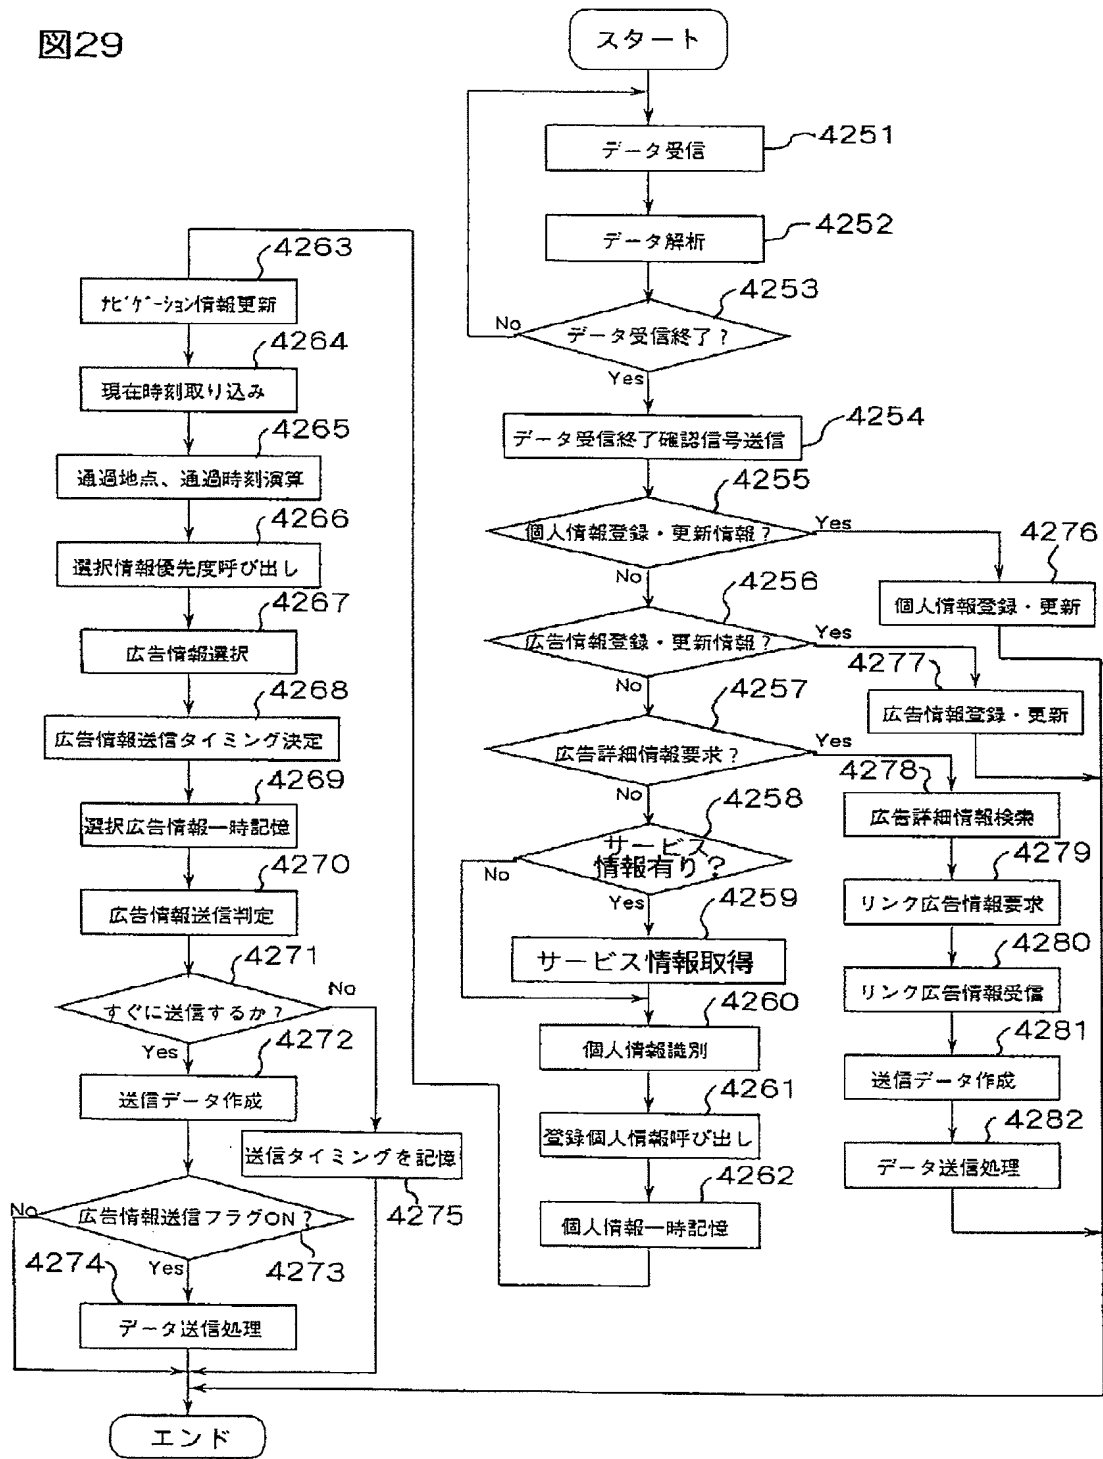 図29
スタート
データ受信
4251
データ解析
4252
データ受信終了?
4253
No
Yes
データ受信終了確認信号送信
4254
個人情報登録・更新情報?
4255
Yes
No
広告情報登録・更新情報?
4256
Yes
No
広告詳細情報要求?
4257
Yes
No
サービス
情報有り?
4258
No
Yes
サービス情報取得
4259
個人情報識別
4260
登録個人情報呼び出し
4261
個人情報一時記憶
4262
ナビゲーション情報更新
4263
現在時刻取り込み
4264
通過地点、通過時刻演算
4265
選択情報優先度呼び出し
4266
広告情報選択
4267
広告情報送信タイミング決定
4268
選択広告情報一時記憶
4269
広告情報送信判定
4270
すぐに送信するか?
4271
No
Yes
送信データ作成
4272
広告情報送信フラグON?
4273
No
Yes
データ送信処理
4274
送信タイミングを記憶
4275
個人情報登録・更新
4276
広告情報登録・更新
4277
広告詳細情報検索
4278
リンク広告情報要求
4279
リンク広告情報受信
4280
送信データ作成
4281
データ送信処理
4282
エンド